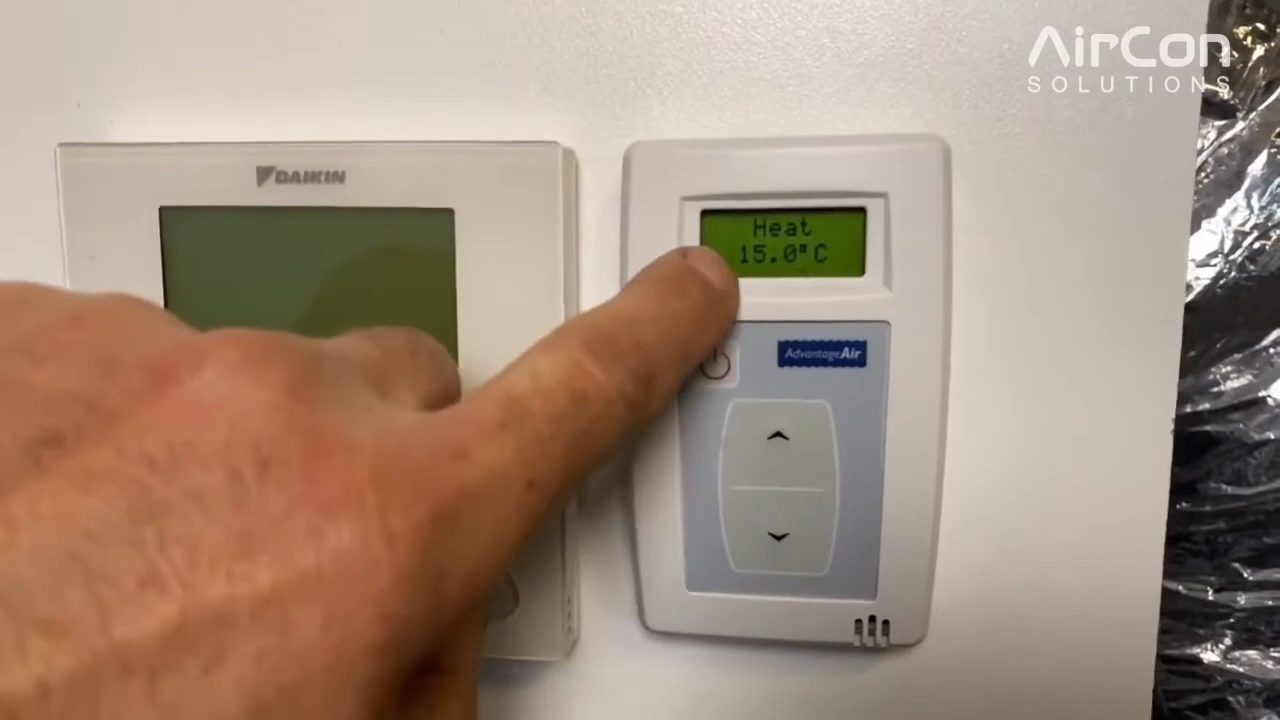 AirCon
SOLUTIONS
DAIKIN
Heat
15.0°C
AdvantageAir